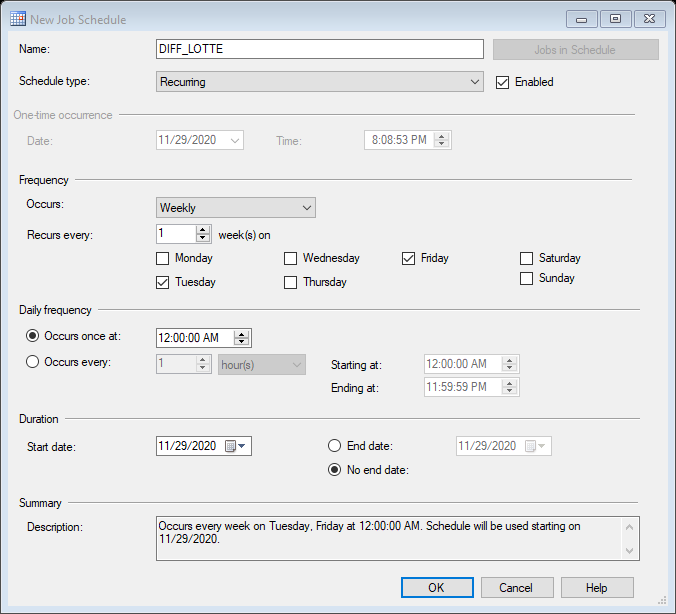 New Job Schedule
Name: DIFF_LOTTE Jobs in Schedule
Schedule type: Recurring Enabled
One-time occurrence
Date: 11/29/2020 Time: 8:08:53 PM
Frequency
Occurs: Weekly
Recurs every: 1 week(s) on
Monday Wednesday Friday Saturday
Tuesday Thursday Sunday
Daily frequency
Occurs once at: 12:00:00 AM
Occurs every: 1 hour(s) Starting at: 12:00:00 AM
Ending at: 11:59:59 PM
Duration
Start date: 11/29/2020 End date: 11/29/2020
No end date:
Summary
Description: Occurs every week on Tuesday, Friday at 12:00:00 AM. Schedule will be used starting on
11/29/2020.
OK Cancel Help